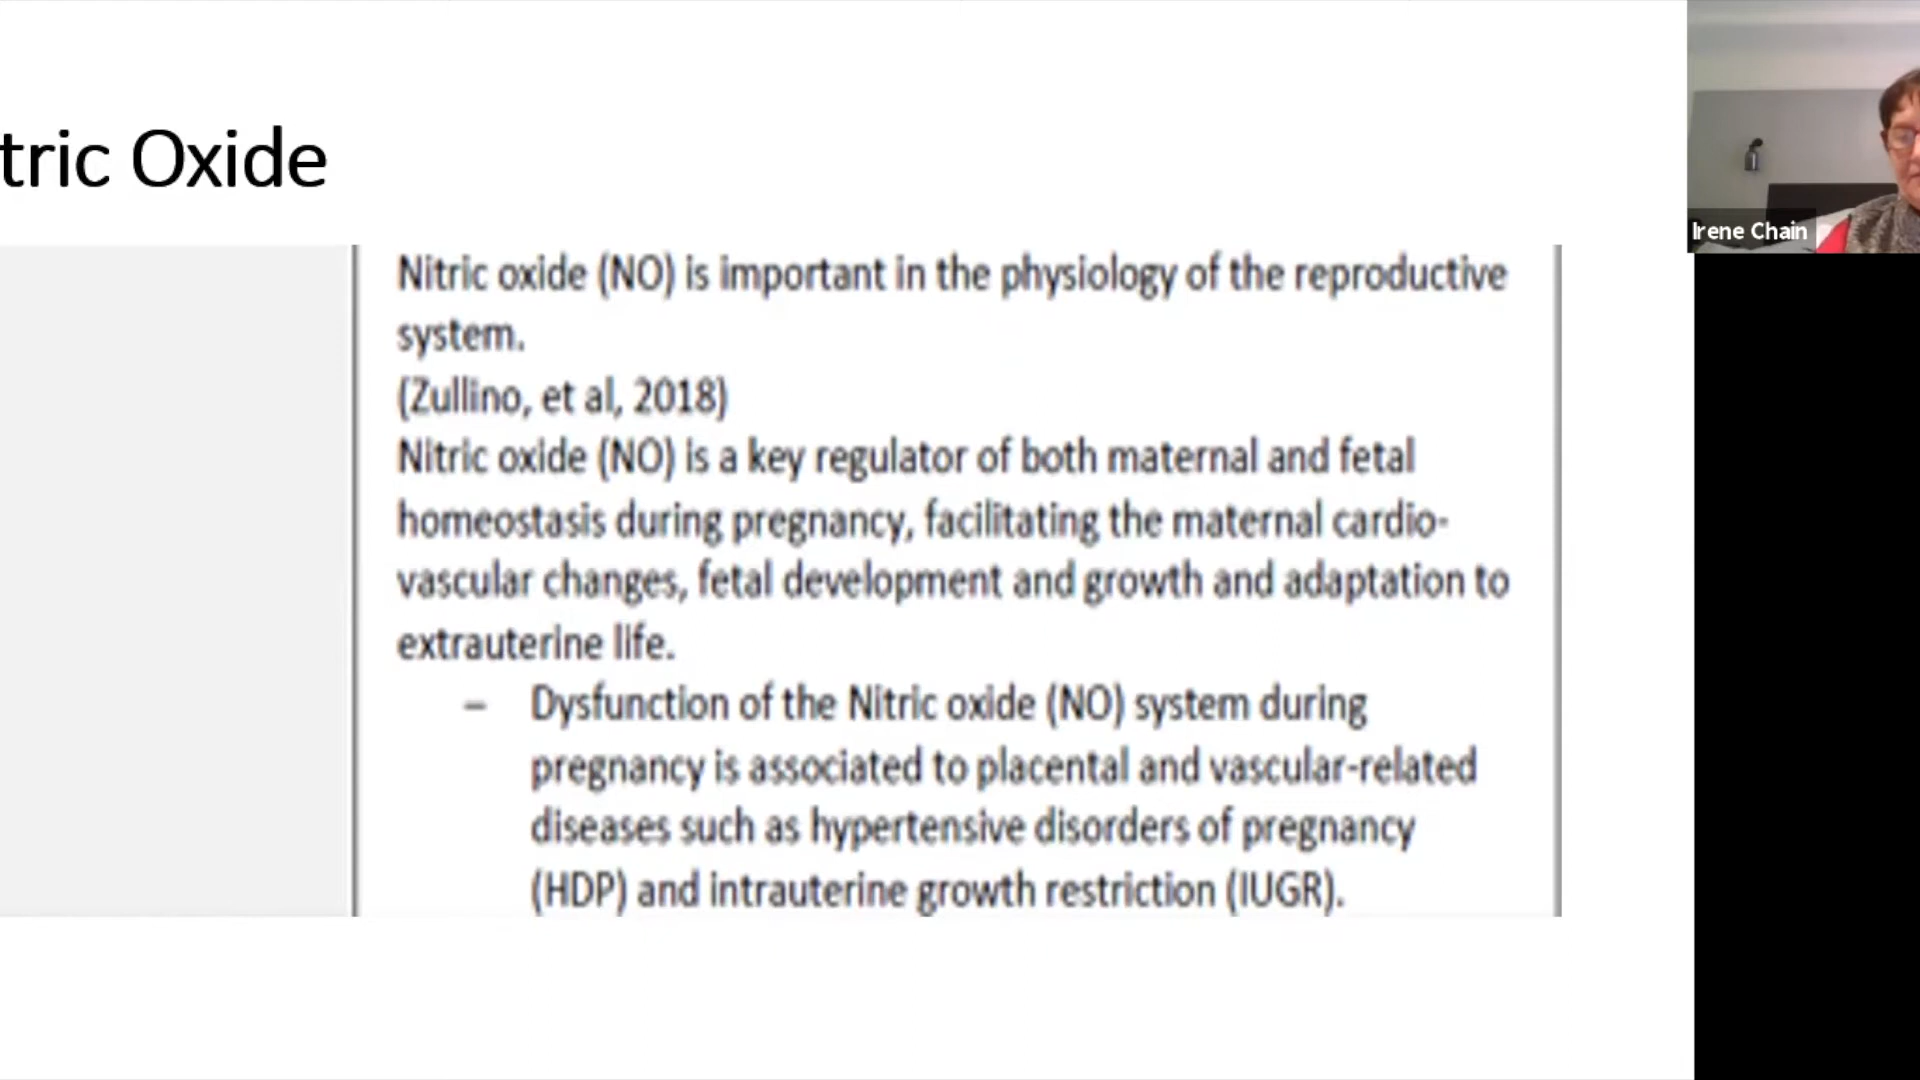 tric Oxide
Irene Chain
Nitric oxide (NO) is important in the physiology of the reproductive
system.
(Zullino, et al, 2018)
Nitric oxide (NO) is a key regulator of both maternal and fetal
homeostasis during pregnancy, facilitating the maternal cardio-
vascular changes, fetal development and growth and adaptation to
extrauterine life.
– Dysfunction of the Nitric oxide (NO) system during
pregnancy is associated to placental and vascular-related
diseases such as hypertensive disorders of pregnancy
(HDP) and intrauterine growth restriction (IUGR).